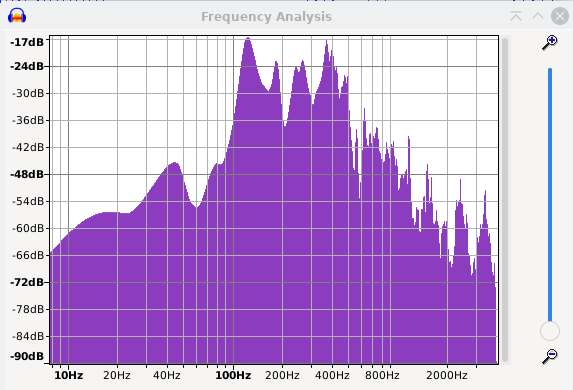 Frequency Analysis
-17dB
-24dB
-30dB
-36dB
-42dB
-48dB
-54dB
-60dB
-66dB
-72dB
-78dB
-84dB
-90dB
10Hz 20Hz 40Hz 100Hz 200Hz 400Hz 800Hz 2000Hz